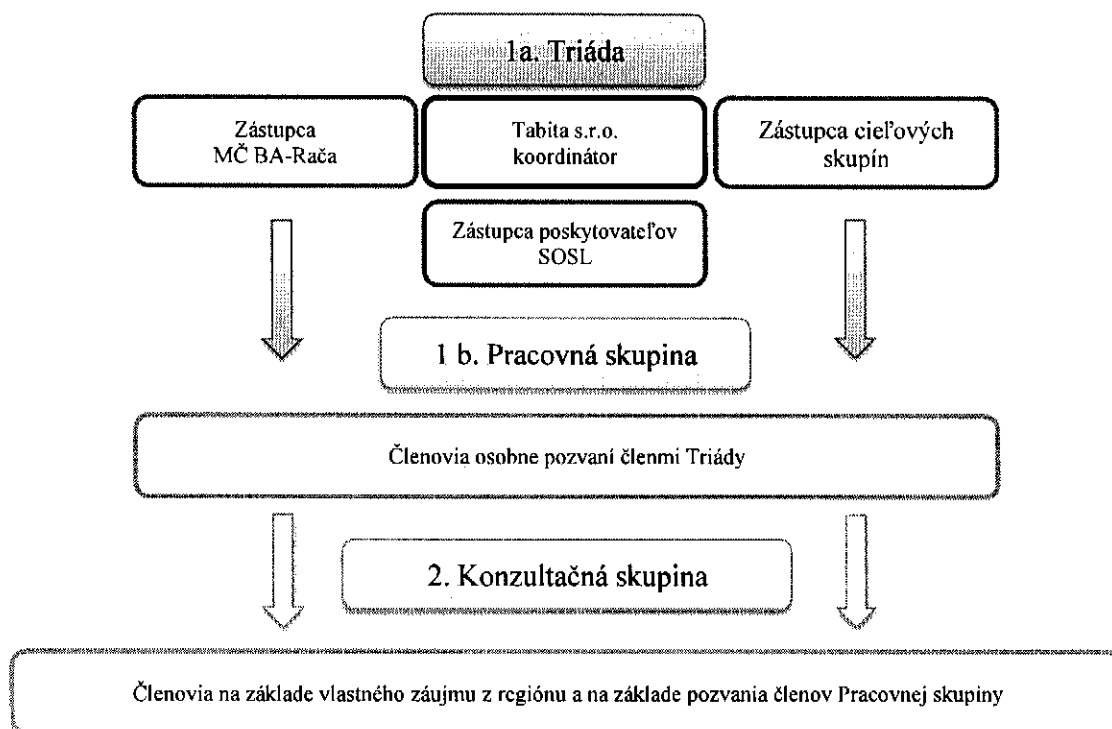 1a. Triáda
Zástupca
MČ BA-Rača
Tabita s.r.o.
koordinátor
Zástupca cieľových
skupín
Zástupca poskytovateľov
SOSL
1 b. Pracovná skupina
Členovia osobne pozvaní členmi Triády
2. Konzultačná skupina
Členovia na základe vlastného záujmu z regiónu a na základe pozvania členov Pracovnej skupiny